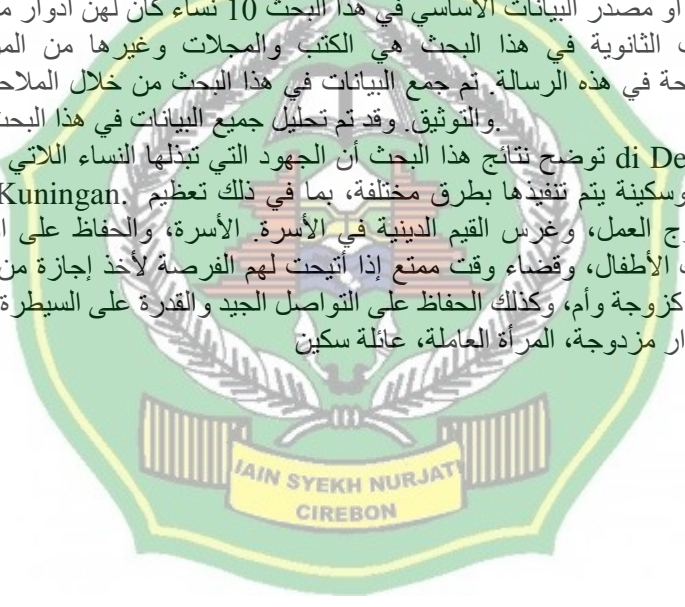 او مصدر البيانات الأساسي في هذا البحث 10 نساء كان لهن أدوار
الثانوية في هذا البحث هي الكتب والمجلات وغيرها من
حة في هذه الرسالة. تم جمع البيانات في هذا البحث من خلال
والتوثيق. وقد تم تحليل جميع البيانات في هذا البحث.
di De توضح نتائج هذا البحث أن الجهود التي تبذلها النساء اللاتي
وسكينة يتم تنفيذها بطرق مختلفة، بما في ذلك تعظيم .Kuningan
ج العمل، وغرس القيم الدينية في الأسرة. الأسرة، والحفاظ على
الأطفال، وقضاء وقت ممتع إذا أتيحت لهم الفرصة لأخذ إجازة من
كزوجة وأم، وكذلك الحفاظ على التواصل الجيد والقدرة على السيطرة
ار مزدوجة، المرأة العاملة، عائلة سكين
IAIN SYEKH NURJATI
CIREBON